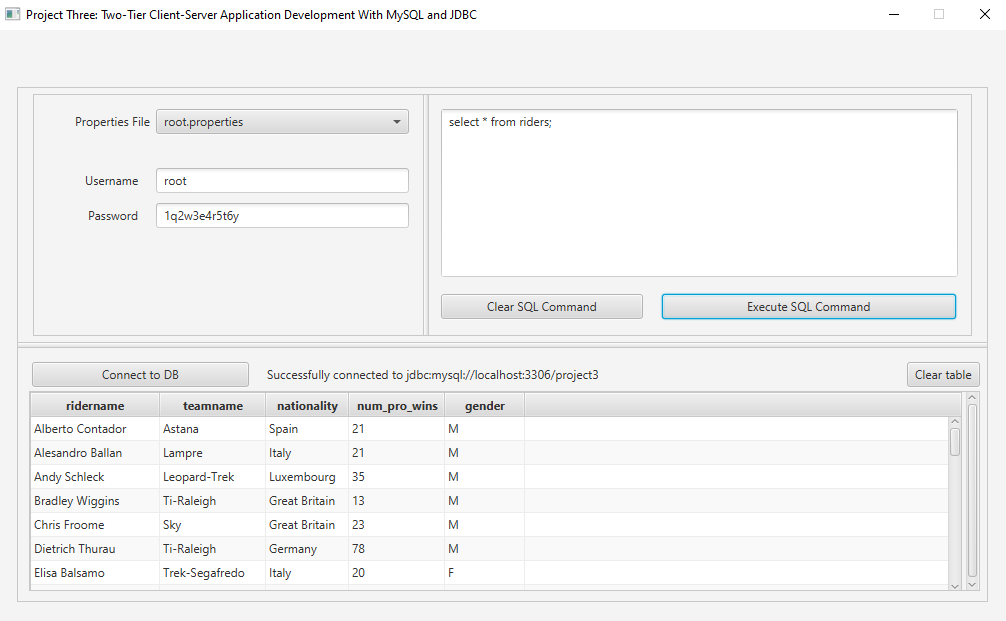 Project Three: Two-Tier Client-Server Application Development With MySQL and JDBC
Properties File root.properties
Username root
Password 1q2w3e4r5t6y
select * from riders;
Clear SQL Command Execute SQL Command
Connect to DB Successfully connected to jdbc:mysql://localhost:3306/project3 Clear table
ridername teamname nationality num_pro_wins gender
Alberto Contador Astana Spain 21 M
Alesandro Ballan Lampre Italy 21 M
Andy Schleck Leopard-Trek Luxembourg 35 M
Bradley Wiggins Ti-Raleigh Great Britain 13 M
Chris Froome Sky Great Britain 23 M
Dietrich Thurau Ti-Raleigh Germany 78 M
Elisa Balsamo Trek-Segafredo Italy 20 F